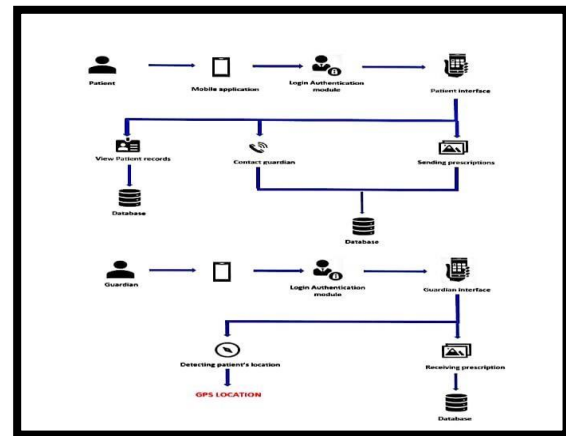 Patient
Mobile application
Login Authentication
module
Patient interface
View Patient records
Contact guardian
Sending prescriptions
Database
Database
Guardian
Login Authentication
module
Guardian interface
Detecting patient's location
Receiving prescription
GPS LOCATION
Database